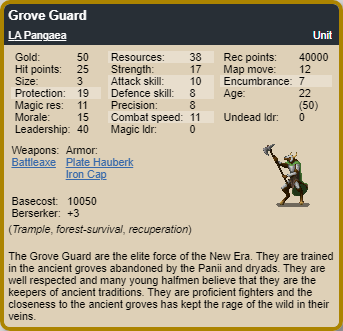 Grove Guard
LA Pangaea Unit
Gold: 50 Resources: 38 Rec points: 40000
Hit points: 25 Strength: 17 Map move: 12
Size: 3 Attack skill: 10 Encumbrance: 7
Protection: 19 Defence skill: 8 Age: 22
Magic res: 11 Precision: 8 (50)
Morale: 15 Combat speed: 11 Undead ldr: 0
Leadership: 40 Magic ldr: 0
Weapons: Armor:
Battleaxe Plate Hauberk
Iron Cap
Basecost: 10050
Berserker: +3
(Trample, forest-survival, recuperation)
The Grove Guard are the elite force of the New Era. They are trained
in the ancient groves abandoned by the Panii and dryads. They are
well respected and many young halfmen believe that they are the
keepers of ancient traditions. They are proficient fighters and the
closeness to the ancient groves has kept the rage of the wild in their
veins.